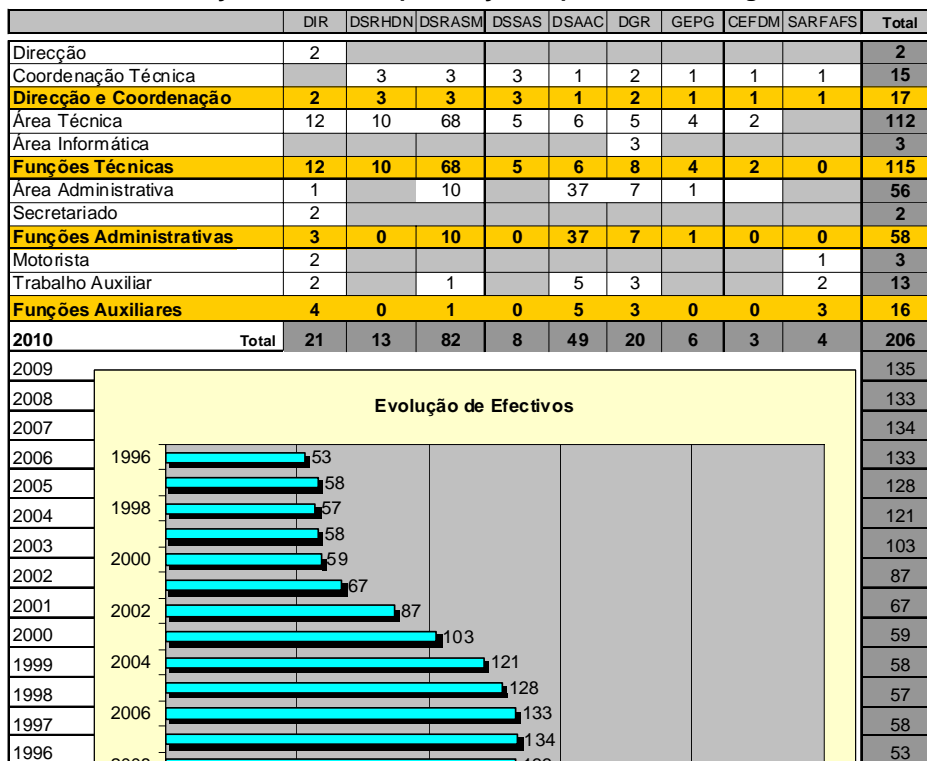 DIR DSRHDN DSRASM DSSAS DSAAC DGR GEPG CEFDM SARFAFS Total
Direcção 2 2
Coordenação Técnica 3 3 3 1 2 1 1 1 15
Direcção e Coordenação 2 3 3 3 1 2 1 1 1 17
Área Técnica 12 10 68 5 6 5 4 2 112
Área Informática 3 3
Funções Técnicas 12 10 68 5 6 8 4 2 0 115
Área Administrativa 1 10 37 7 1 56
Secretariado 2 2
Funções Administrativas 3 0 10 0 37 7 1 0 0 58
Motorista 2 1 3
Trabalho Auxiliar 2 1 5 3 2 13
Funções Auxiliares 4 0 1 0 5 3 0 0 3 16
2010 Total 21 13 82 8 49 20 6 3 4 206
2009 135
2008 133
2007 134
2006 133
2005 128
2004 121
2003 103
2002 87
2001 67
2000 59
1999 58
1998 57
1997 58
1996 53
Evolução de Efectivos
1996 53
58
1998 57
58
2000 59
67
2002 87
103
2004 121
128
2006 133
134